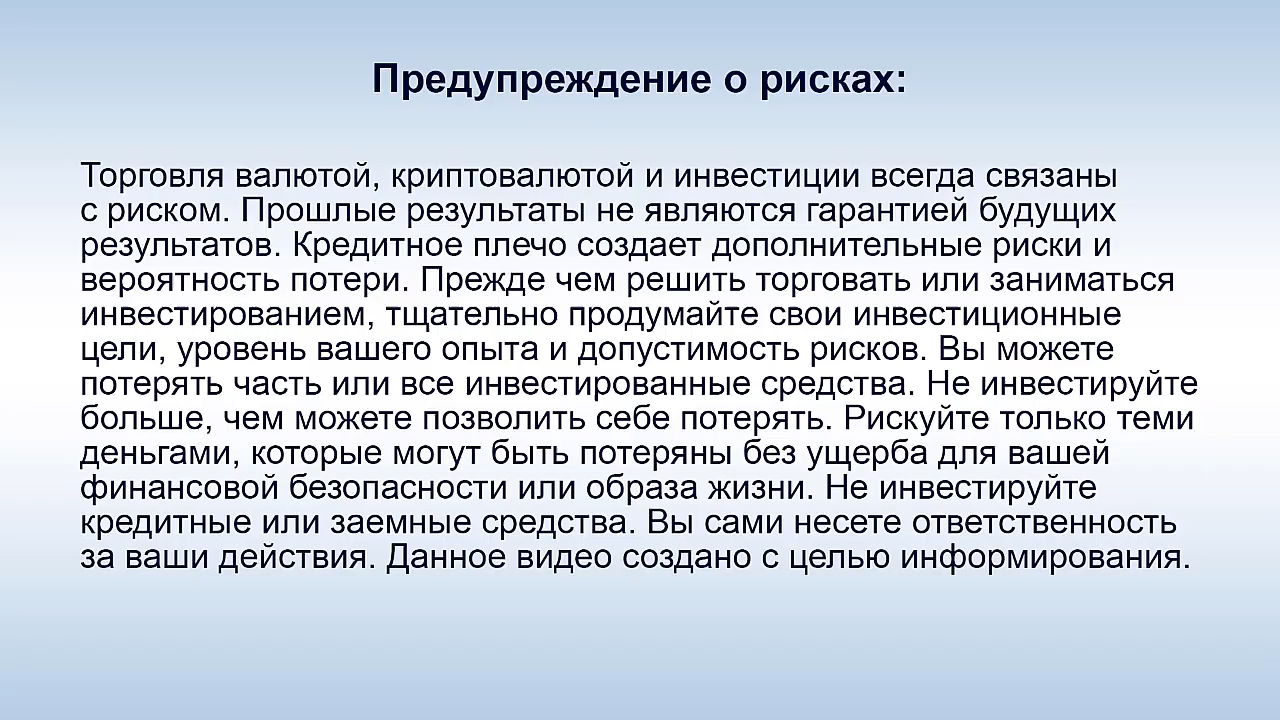 Предупреждение о рисках:
Торговля валютой, криптовалютой и инвестиции всегда связаны
с риском. Прошлые результаты не являются гарантией будущих
результатов. Кредитное плечо создает дополнительные риски и
вероятность потери. Прежде чем решить торговать или заниматься
инвестированием, тщательно продумайте свои инвестиционные
цели, уровень вашего опыта и допустимость рисков. Вы можете
потерять часть или все инвестированные средства. Не инвестируйте
больше, чем можете позволить себе потерять. Рискуйте только теми
деньгами, которые могут быть потеряны без ущерба для вашей
финансовой безопасности или образа жизни. Не инвестируйте
кредитные или заемные средства. Вы сами несете ответственность
за ваши действия. Данное видео создано с целью информирования.